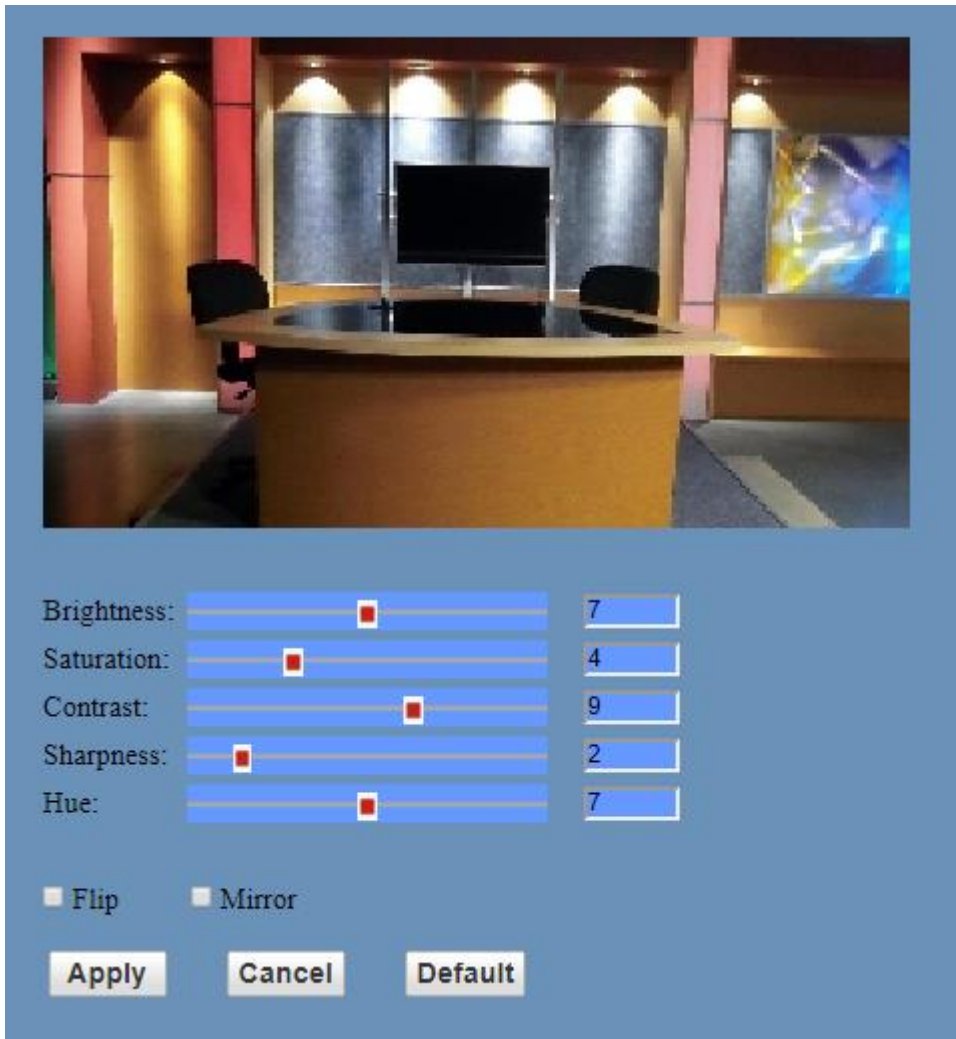 Brightness: 7
Saturation: 4
Contrast: 9
Sharpness: 2
Hue: 7
Flip Mirror
Apply Cancel Default